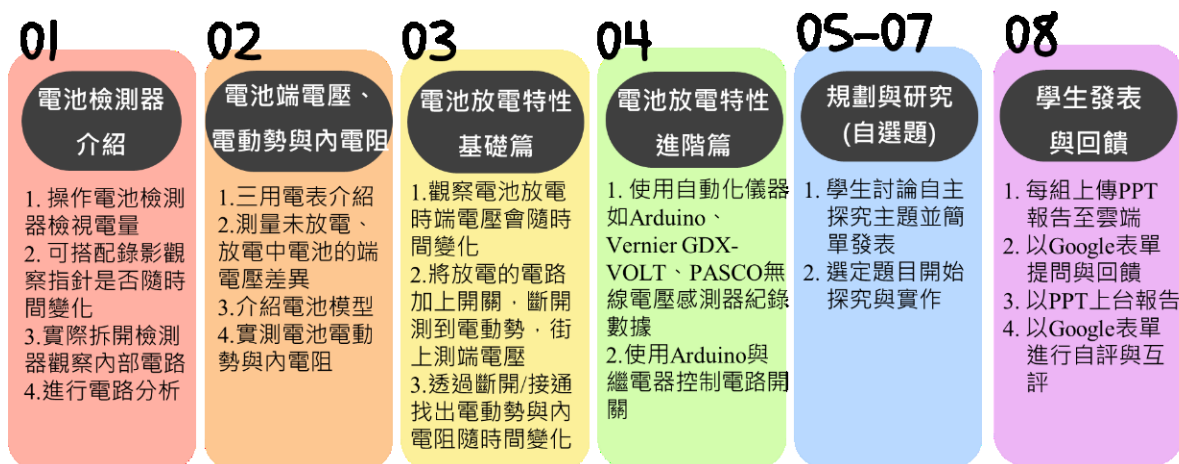 01
電池檢測器
介紹
1. 操作電池檢測
器檢視電量
2. 可搭配錄影觀
察指針是否隨時
間變化
3.實際拆開檢測
器觀察內部電路
4.進行電路分析
02
電池端電壓、
電動勢與內電阻
1.三用電表介紹
2.測量未放電、
放電中電池的端
電壓差異
3.介紹電池模型
4.實測電池電動
勢與內電阻
03
電池放電特性
基礎篇
1.觀察電池放電
時端電壓會隨時
間變化
2.將放電的電路
加上開關，斷開
測到電動勢，街
上測端電壓
3.透過斷開/接通
找出電動勢與內
電阻隨時間變化
04
電池放電特性
進階篇
1. 使用自動化儀器
如Arduino、
Vernier GDX-
VOLT、PASCO無
線電壓感測器紀錄
數據
2.使用Arduino與
繼電器控制電路開
關
05-07
規劃與研究
(自選題)
1. 學生討論自主
探究主題並簡
單發表
2. 選定題目開始
探究與實作
08
學生發表
與回饋
1. 每組上傳PPT
報告至雲端
2. 以Google表單
提問與回饋
3. 以PPT上台報告
4. 以Google表單
進行自評與互
評